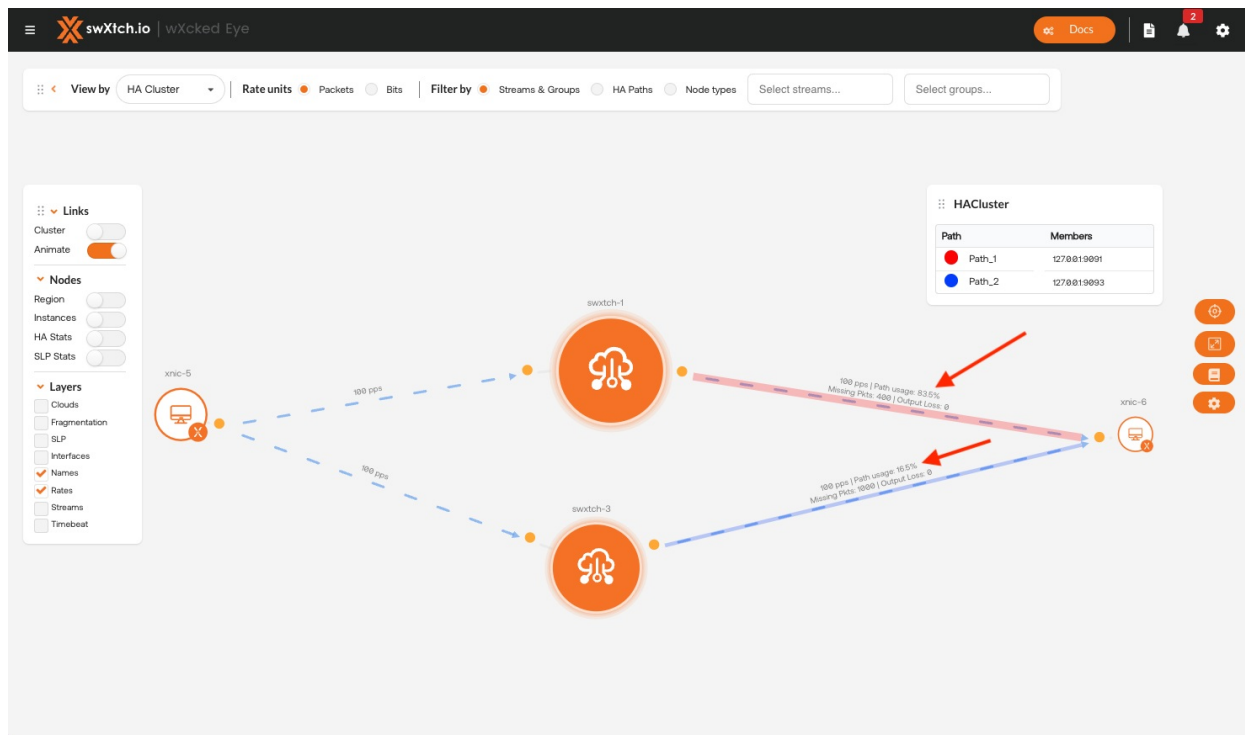 swXtch.io | wXcked Eye
Docs
2
View by HA Cluster Rate units Packets Bits Filter by Streams & Groups HA Paths Node types Select streams... Select groups...
Links
Cluster
Animate
Nodes
Region
Instances
HA Stats
SLP Stats
Layers
Clouds
Fragmentation
SLP
Interfaces
Names
Rates
Streams
Timebeat
HACluster
Path Members
Path_1 127.0.0.1:9091
Path_2 127.0.0.1:9093
swxtch-1
xnic-5
100 pps
100 pps | Path usage: 83.5%
Missing Pkts: 400 | Output Loss: 0
xnic-6
X
X
100 pps
100 pps | Path usage: 16.5%
Missing Pkts: 1000 | Output Loss: 0
swxtch-3